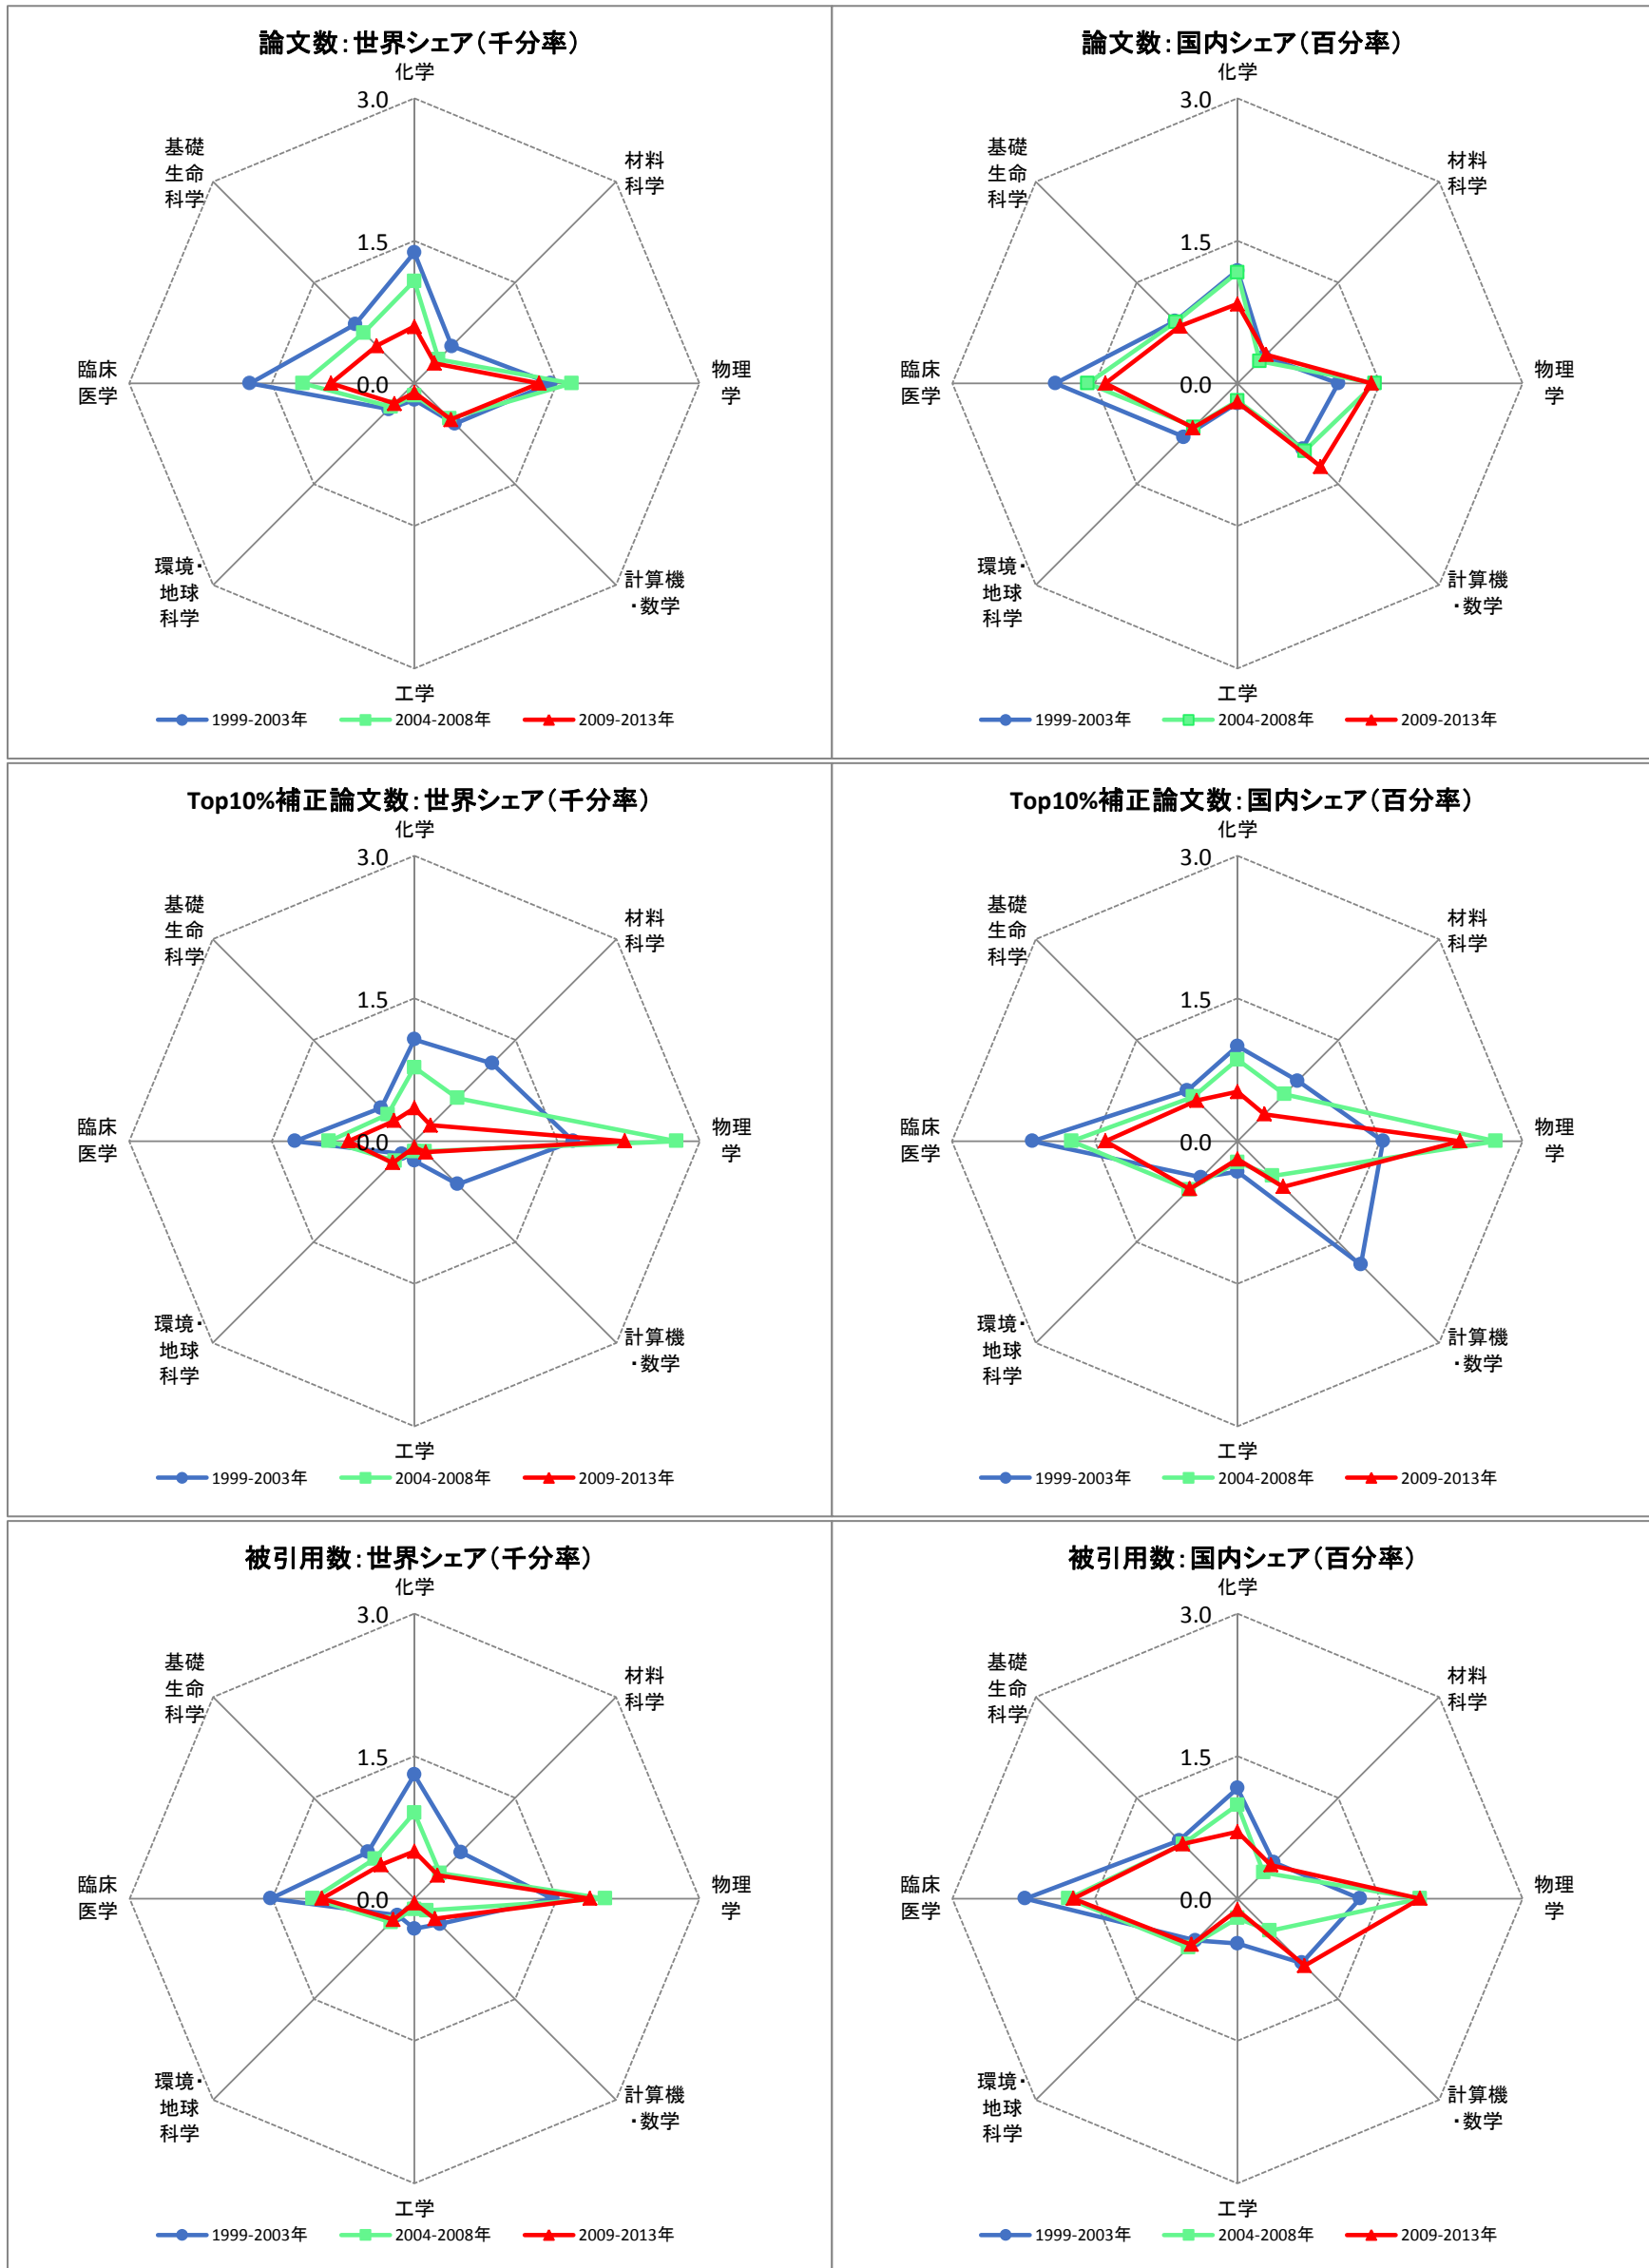 論文数：世界シェア（千分率）
化学
3.0
1.5
0.0
材料
科学
物理
学
計算機
・数学
工学
環境・
地球
科学
臨床
医学
基礎
生命
科学
1999-2003年 2004-2008年 2009-2013年
論文数：国内シェア（百分率）
化学
3.0
1.5
0.0
材料
科学
物理
学
計算機
・数学
工学
環境・
地球
科学
臨床
医学
基礎
生命
科学
1999-2003年 2004-2008年 2009-2013年
Top10%補正論文数：世界シェア（千分率）
化学
3.0
1.5
0.0
材料
科学
物理
学
計算機
・数学
工学
環境・
地球
科学
臨床
医学
基礎
生命
科学
1999-2003年 2004-2008年 2009-2013年
Top10%補正論文数：国内シェア（百分率）
化学
3.0
1.5
0.0
材料
科学
物理
学
計算機
・数学
工学
環境・
地球
科学
臨床
医学
基礎
生命
科学
1999-2003年 2004-2008年 2009-2013年
被引用数：世界シェア（千分率）
化学
3.0
1.5
0.0
材料
科学
物理
学
計算機
・数学
工学
環境・
地球
科学
臨床
医学
基礎
生命
科学
1999-2003年 2004-2008年 2009-2013年
被引用数：国内シェア（百分率）
化学
3.0
1.5
0.0
材料
科学
物理
学
計算機
・数学
工学
環境・
地球
科学
臨床
医学
基礎
生命
科学
1999-2003年 2004-2008年 2009-2013年